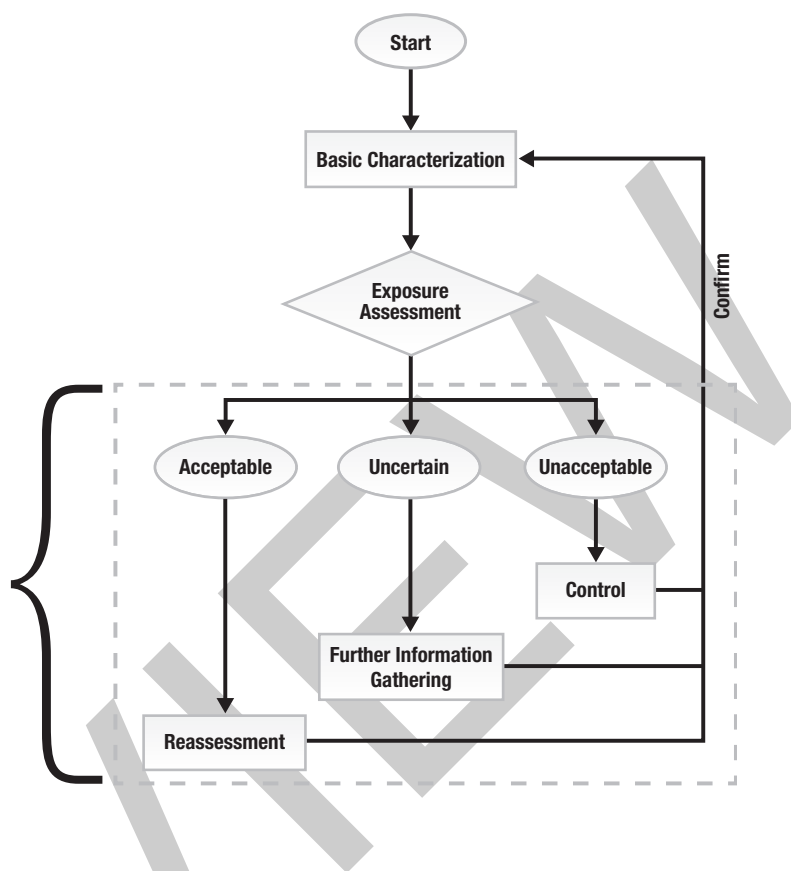 Start
Basic Characterization
Exposure
Assessment
Confirm
Acceptable
Uncertain
Unacceptable
Control
Further Information
Gathering
Reassessment